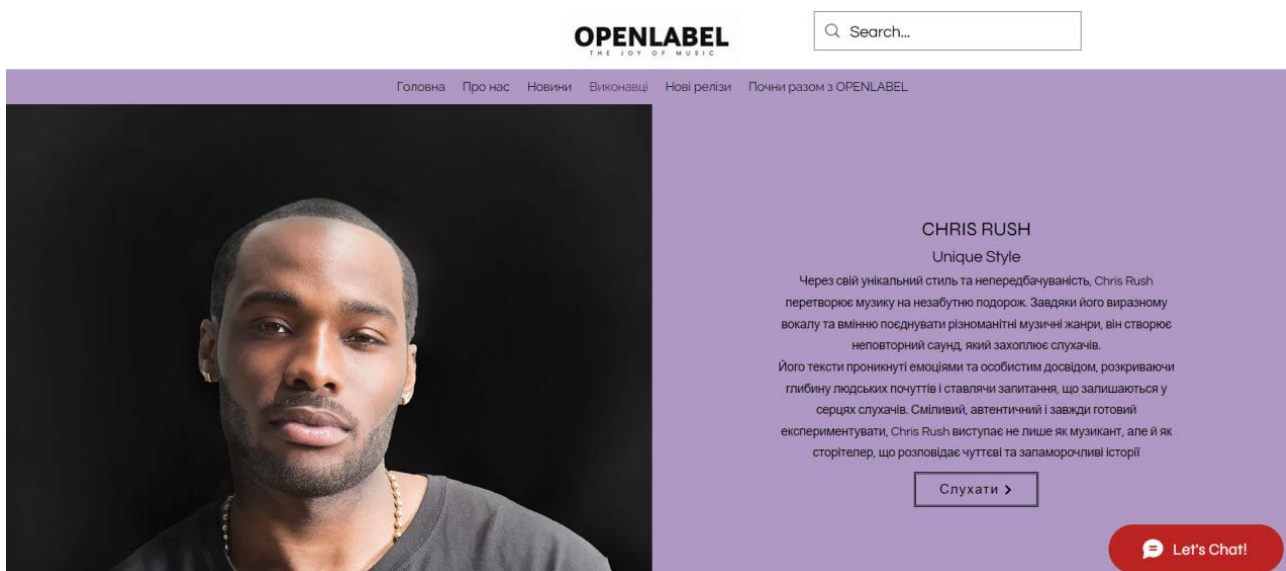 OPENLABEL
THE JOY OF MUSIC
Search...
Головна Про нас Новини Виконавці Нові релізи Почни разом з OPENLABEL
CHRIS RUSH
Unique Style
Через свій унікальний стиль та непередбачуваність, Chris Rush
перетворює музику на незабутню подорож. Завдяки його виразному
вокалу та вмінню поєднувати різноманітні музичні жанри, він створює
неповторний саунд, який захоплює слухачів.
Його тексти проникнуті емоціями та особистим досвідом, розкриваючи
глибину людських почуттів і ставлячи запитання, що залишаються у
серцях слухачів. Сміливий, автентичний і завжди готовий
експериментувати, Chris Rush виступає не лише як музикант, але й як
сторітелер, що розповідає чуттєві та запаморочливі історії
Слухати >
Let's Chat!